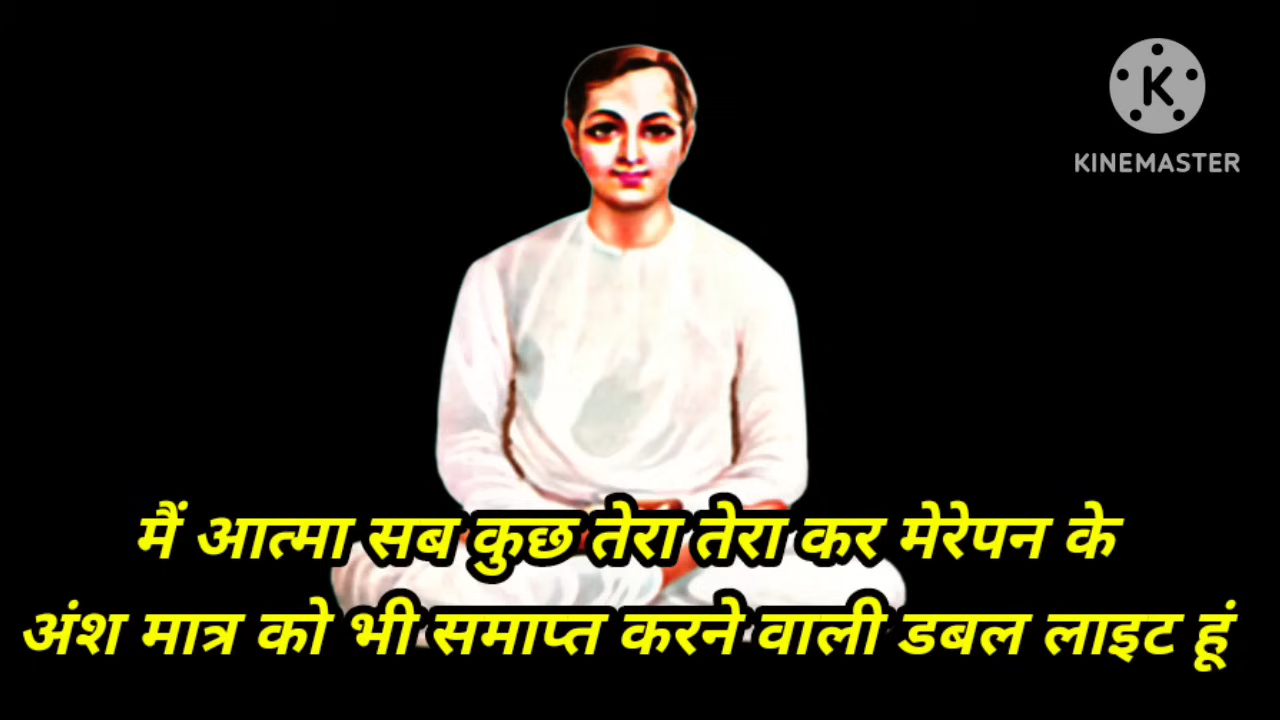 K
KINEMASTER
मैं आत्मा सब कुछ तेरा तेरा कर मेरेपन के
अंश मात्र को भी समाप्त करने वाली डबल लाइट हूं